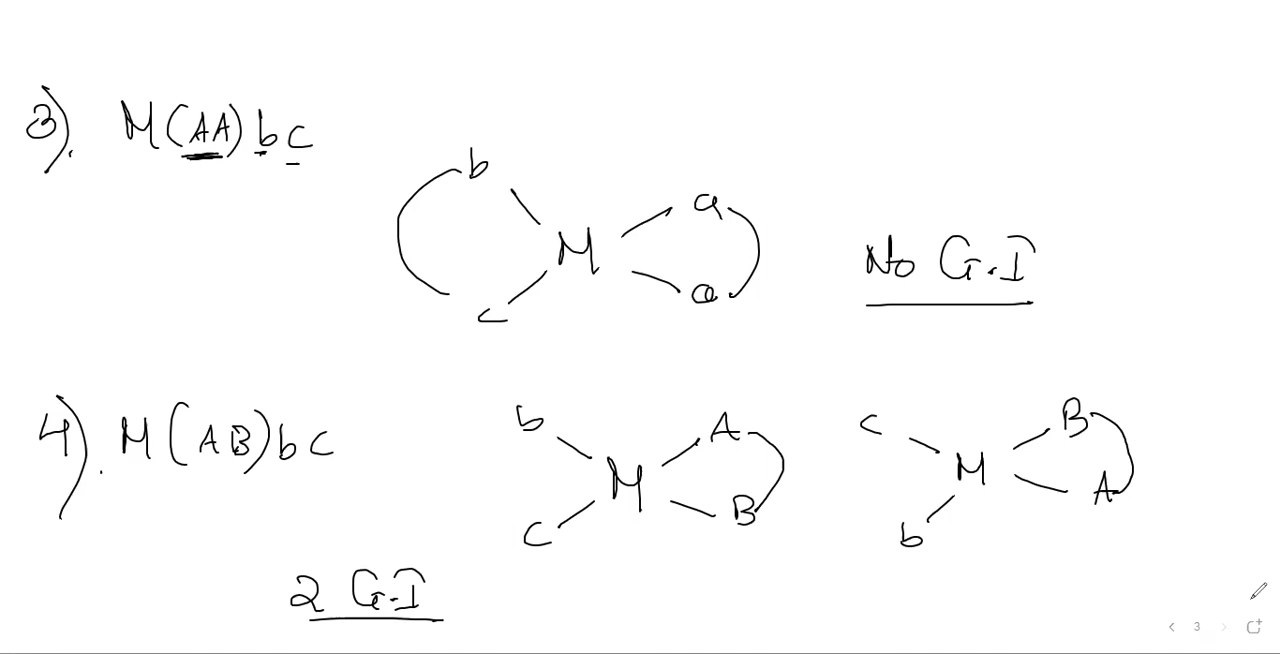 3). M(AA)bc
b
a
M
No G.I
a
c
4). M(AB)bc
b A c B
M M
c B b A
2 G.I
3